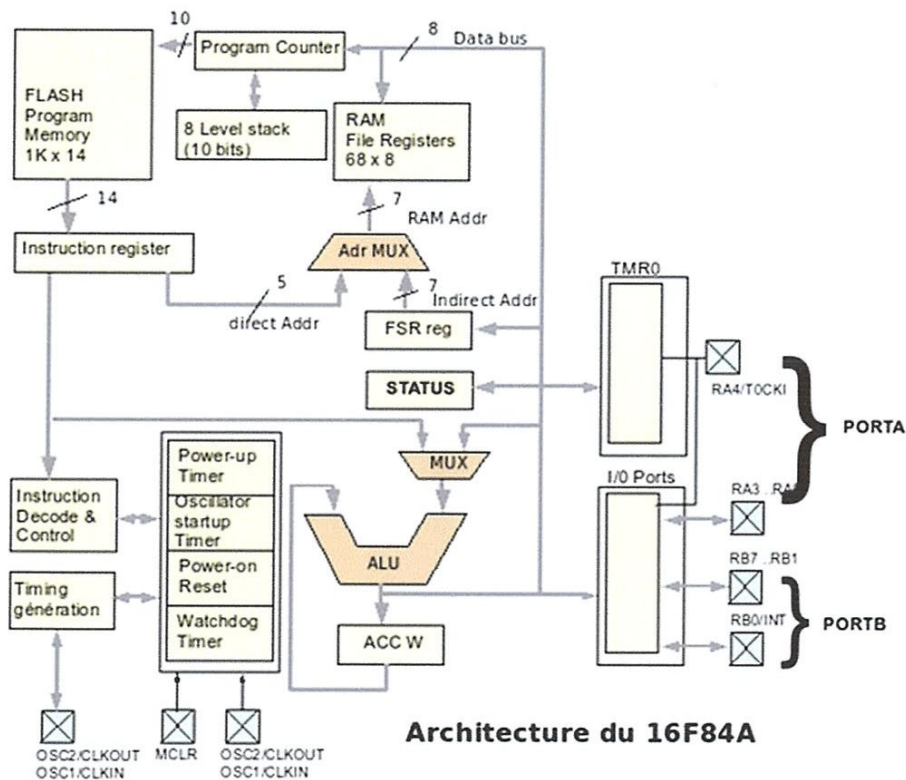 10
Program Counter
8
Data bus
FLASH
Program
Memory
1K x 14
8 Level stack
(10 bits)
RAM
File Registers
68 x 8
14
7
RAM Addr
Instruction register
Adr MUX
5
direct Addr
7
Indirect Addr
FSR reg
TMR0
RA4/T0CKI
STATUS
PORTA
MUX
Power-up
Timer
Oscillator
startup
Timer
Power-on
Reset
Watchdog
Timer
Instruction
Decode &
Control
Timing
génération
ALU
ACC W
I/0 Ports
RA3 ..
RB7 ..RB1
RB0/INT
PORTB
OSC2/CLKOUT
OSC1/CLKIN
MCLR
OSC2/CLKOUT
OSC1/CLKIN
Architecture du 16F84A